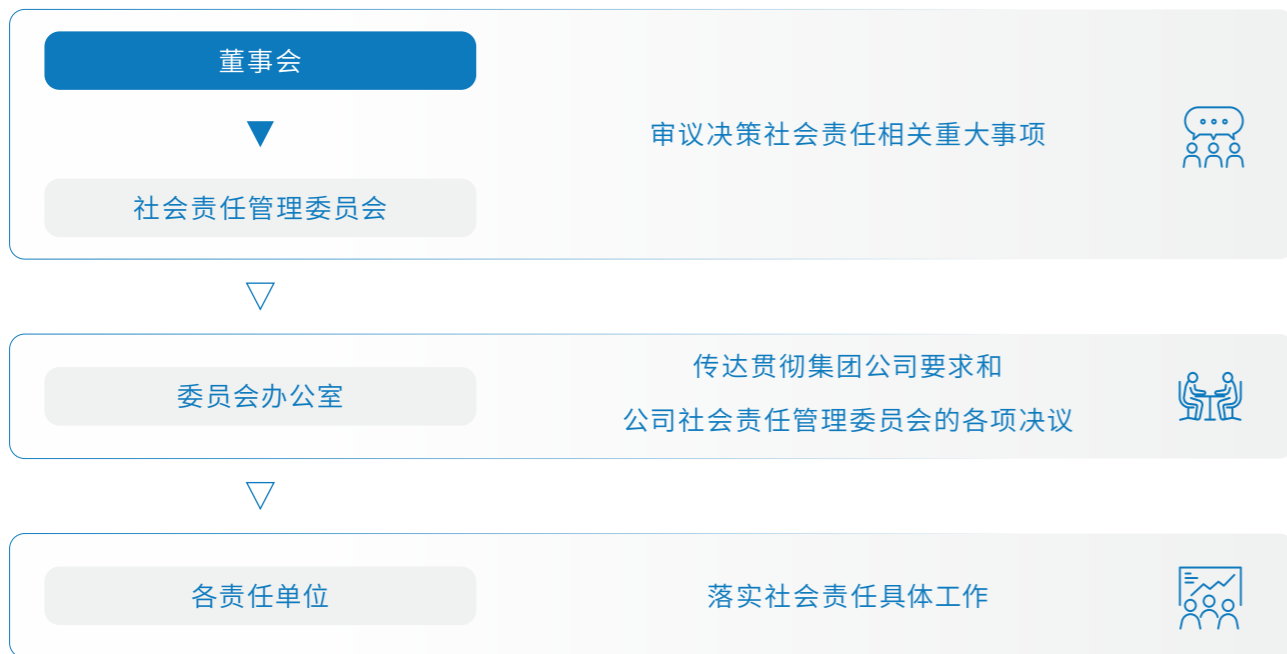 董事会
审议决策社会责任相关重大事项
社会责任管理委员会
委员会办公室
传达贯彻集团公司要求和
公司社会责任管理委员会的各项决议
各责任单位
落实社会责任具体工作